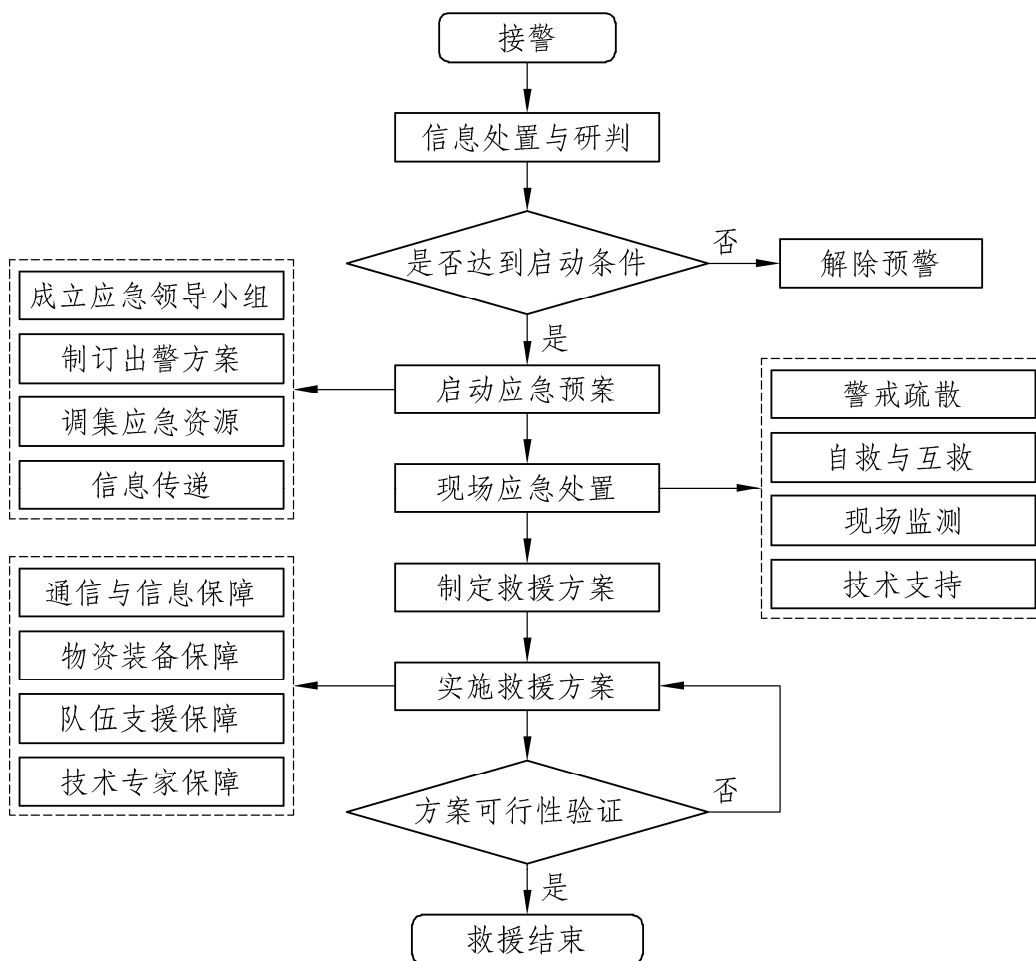 接警
信息处置与研判
是否达到启动条件
否
解除预警
是
成立应急领导小组
制订出警方案
调集应急资源
信息传递
启动应急预案
警戒疏散
自救与互救
现场监测
技术支持
现场应急处置
制定救援方案
通信与信息保障
物资装备保障
队伍支援保障
技术专家保障
实施救援方案
方案可行性验证
否
是
救援结束